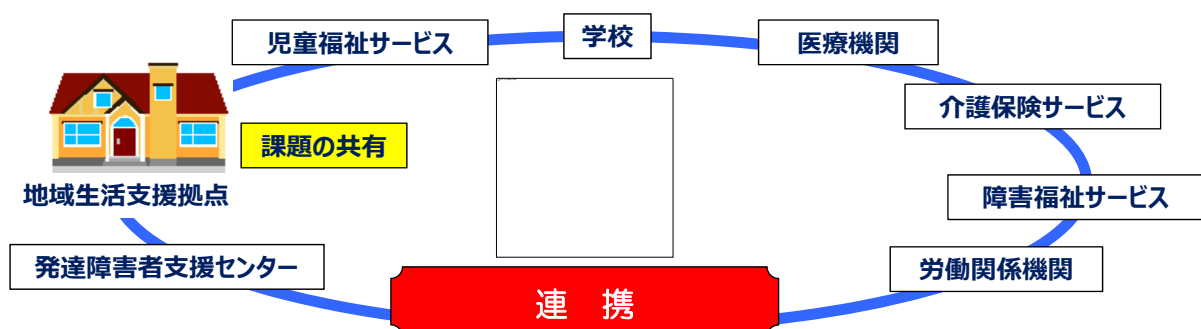 児童福祉サービス
学校
医療機関
介護保険サービス
課題の共有
地域生活支援拠点
障害福祉サービス
発達障害者支援センター
労働関係機関
連 携